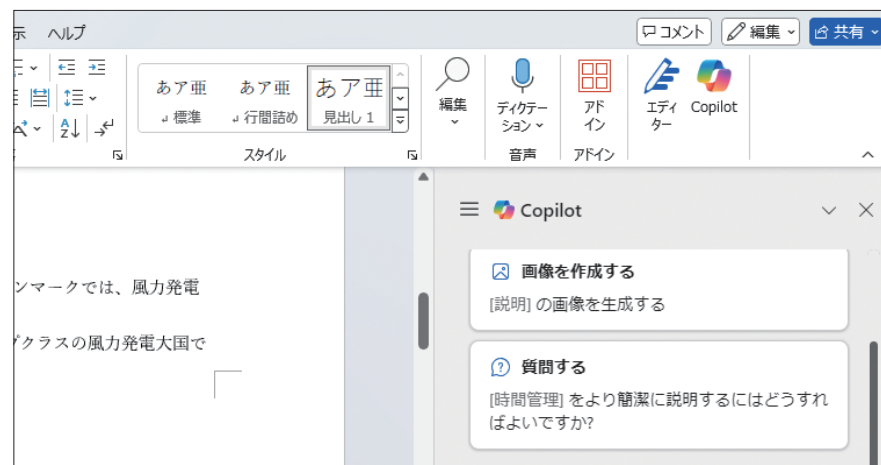 示 ヘルプ
コメント 編集 共有
あア亜 あア亜 あア亜
↲ 標準 ↲ 行間詰め 見出し 1
編集 ディクテーション アドイン エディター Copilot
スタイル 音声 アドイン
Copilot
画像を作成する
[説明] の画像を生成する
ンマークでは、風力発電
グクラスの風力発電大国で
質問する
[時間管理] をより簡潔に説明するにはどうすれ
ばよいですか?